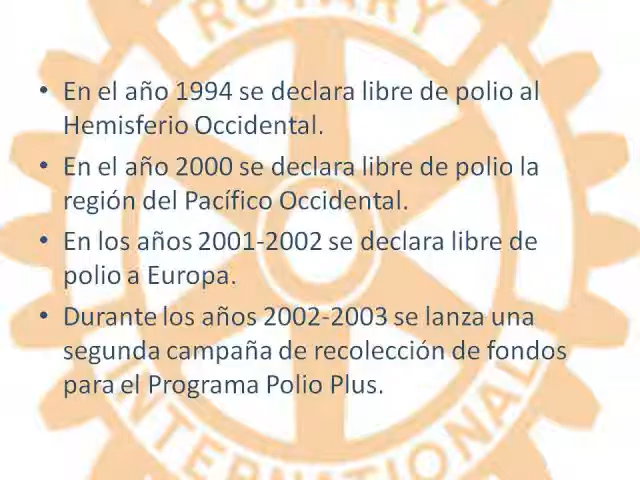 ROTARY
• En el año 1994 se declara libre de polio al
Hemisferio Occidental.
• En el año 2000 se declara libre de polio la
región del Pacífico Occidental.
• En los años 2001-2002 se declara libre de
polio a Europa.
• Durante los años 2002-2003 se lanza una
segunda campaña de recolección de fondos
para el Programa Polio Plus.
INTERNATIONAL